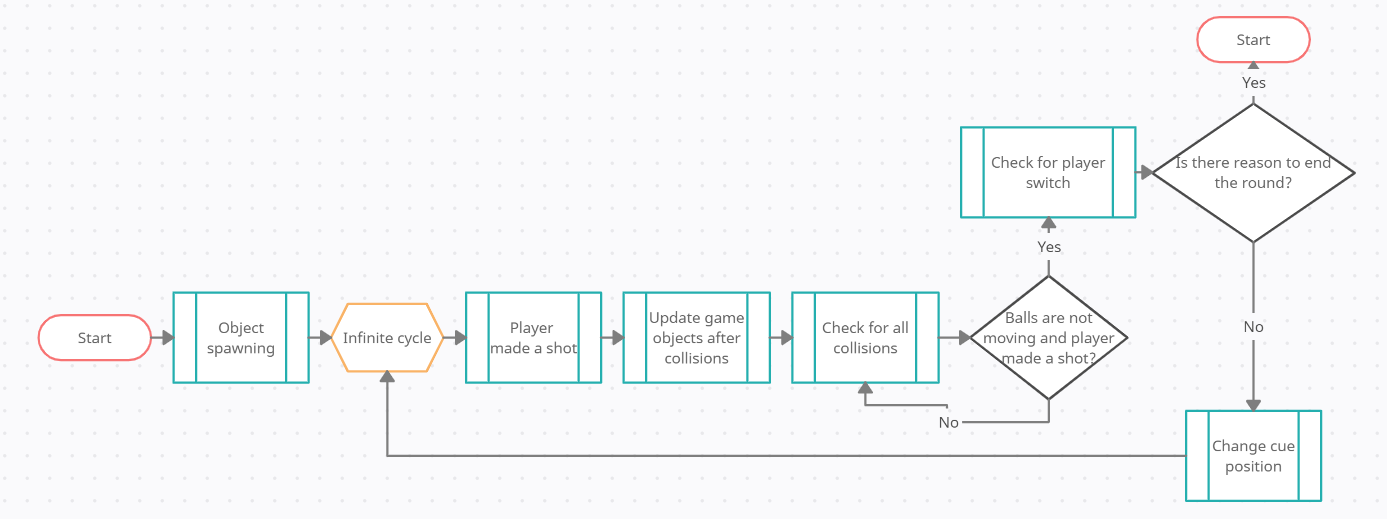 Start
Object
spawning
Infinite cycle
Player
made a shot
Update game
objects after
collisions
Check for all
collisions
Balls are not
moving and player
made a shot?
No
Yes
Check for player
switch
Is there reason to end
the round?
Yes
Start
No
Change cue
position